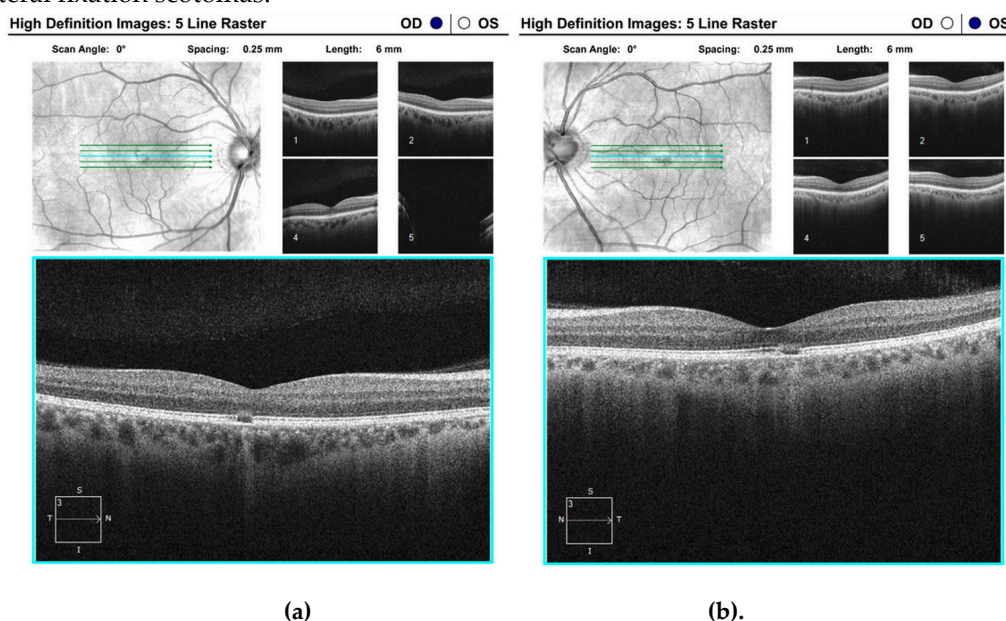 High Definition Images: 5 Line Raster OD OS
Scan Angle: 0° Spacing: 0.25 mm Length: 6 mm
1 2
4 5
3
S
T N
I
(a)
High Definition Images: 5 Line Raster OD OS
Scan Angle: 0° Spacing: 0.25 mm Length: 6 mm
1 2
4 5
3
S
N T
I
(b).